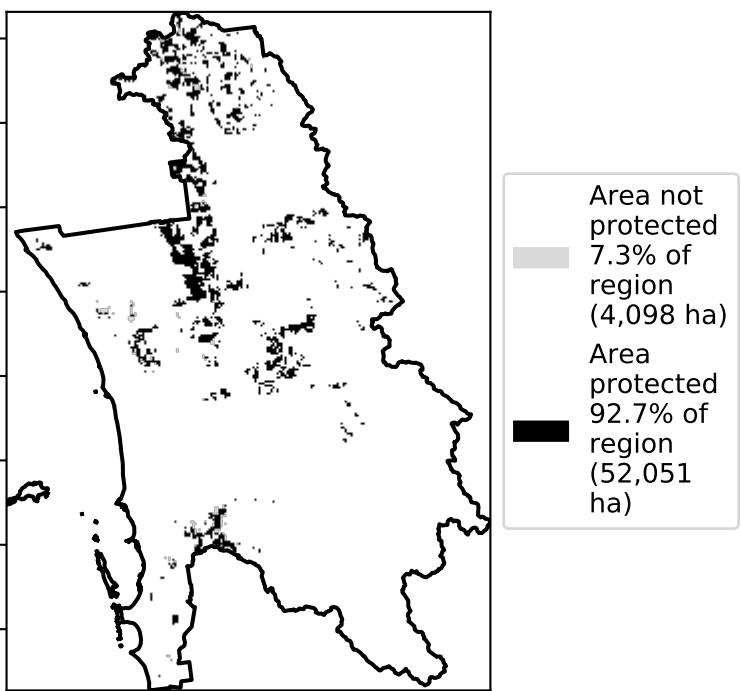 Area not
protected
7.3% of
region
(4,098 ha)
Area
protected
92.7% of
region
(52,051
ha)